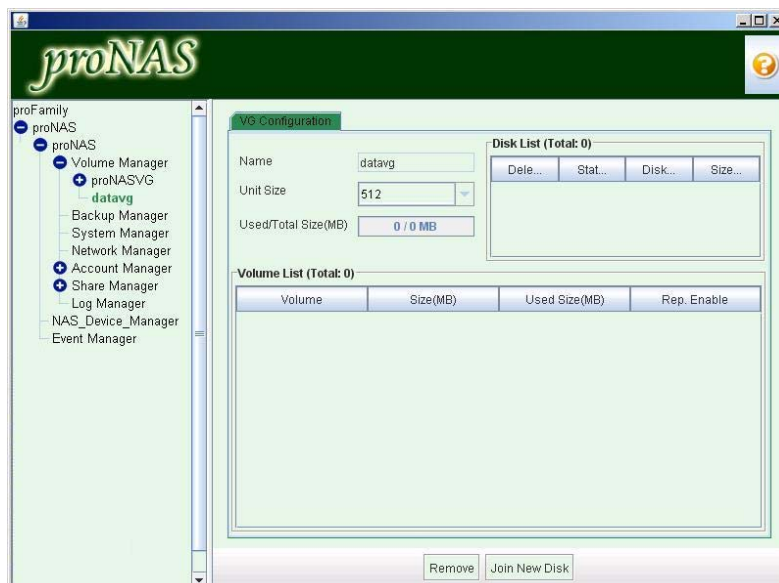 proNAS
proFamily
proNAS
proNAS
Volume Manager
proNASVG
datavg
Backup Manager
System Manager
Network Manager
Account Manager
Share Manager
Log Manager
NAS_Device_Manager
Event Manager
VG Configuration
Name
datavg
Unit Size
512
Used/Total Size(MB)
0 / 0 MB
Disk List (Total: 0)
Dele... Stat... Disk... Size...
Volume List (Total: 0)
Volume Size(MB) Used Size(MB) Rep. Enable
Remove Join New Disk